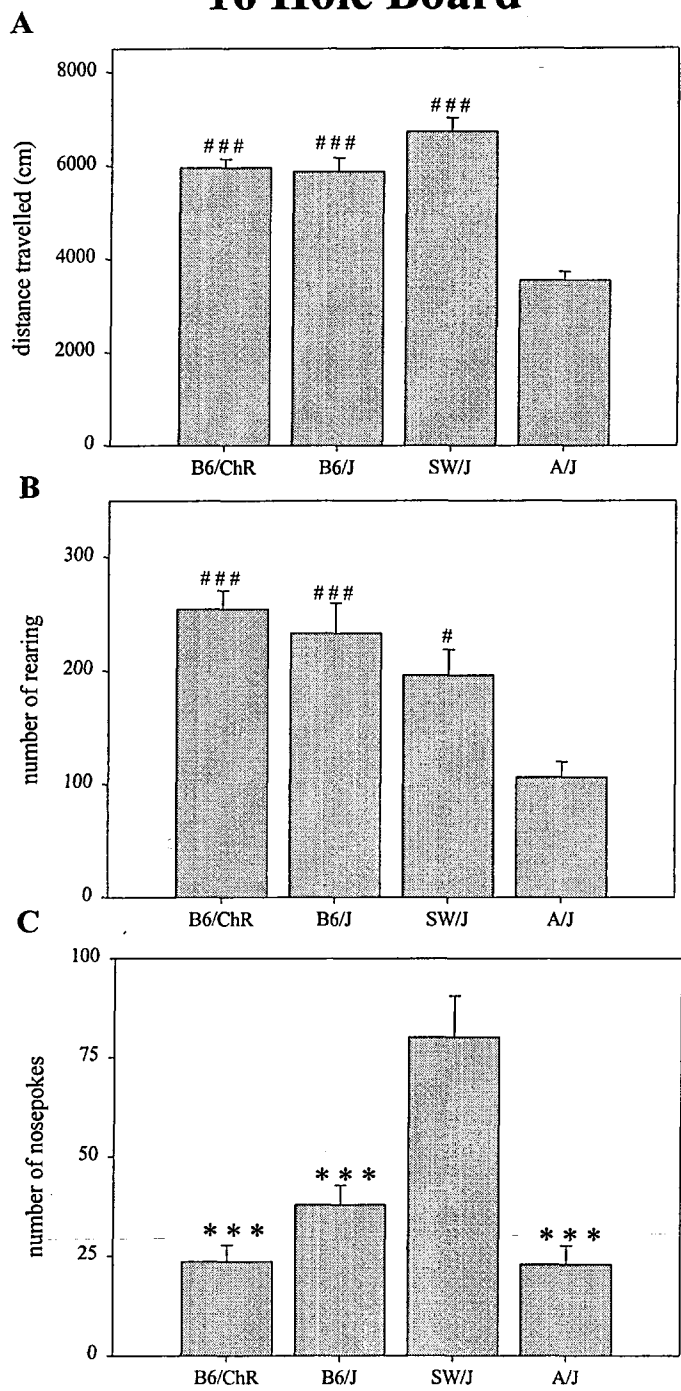 16 Hole Board
A
8000
6000
4000
2000
0
distance travelled (cm)
###
###
###
B6/ChR B6/J SW/J A/J
B
300
200
100
0
number of rearing
###
###
#
B6/ChR B6/J SW/J A/J
C
100
75
50
25
0
number of nosepokes
***
***
***
B6/ChR B6/J SW/J A/J